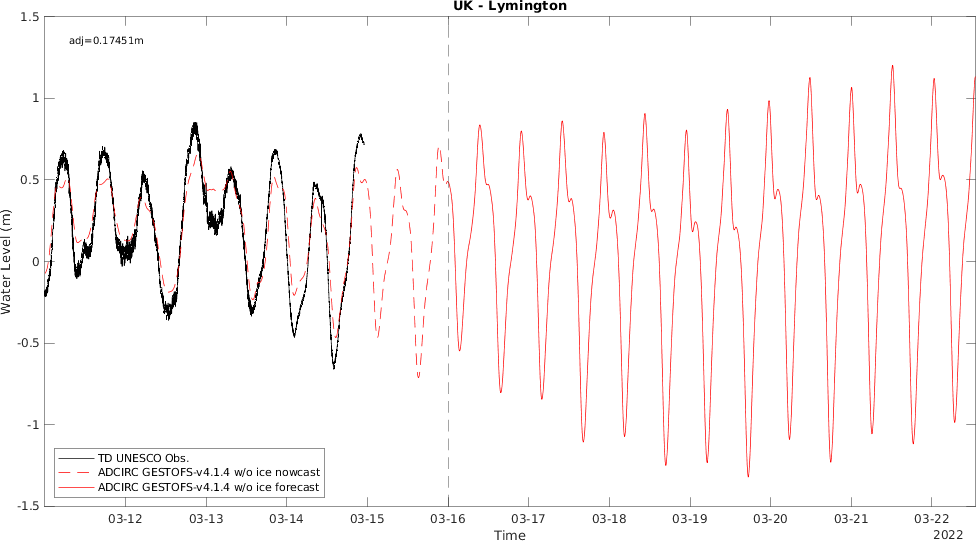 UK - Lymington
adj=0.17451m
1.5
1
0.5
0
-0.5
-1
-1.5
Water Level (m)
TD UNESCO Obs.
ADCIRC GESTOFS-v4.1.4 w/o ice nowcast
ADCIRC GESTOFS-v4.1.4 w/o ice forecast
03-12 03-13 03-14 03-15 03-16 03-17 03-18 03-19 03-20 03-21 03-22
Time
2022